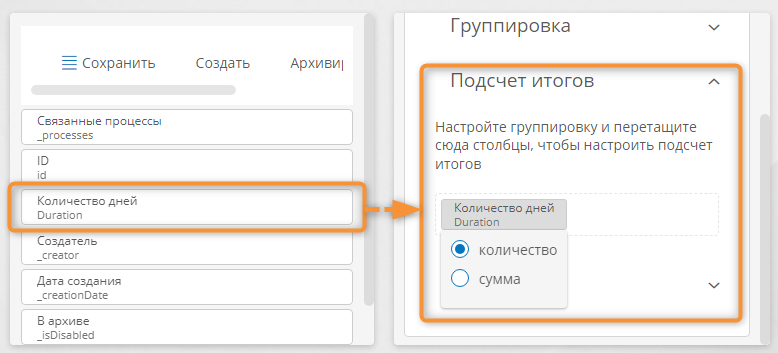 Сохранить Создать
Связанные процессы
_processes
ID
id
Количество дней
Duration
Создатель
_creator
Дата создания
_creationDate
В архиве
_isDisabled
Группировка
Подсчет итогов
Настройте группировку и перетащите
сюда столбцы, чтобы настроить подсчет
итогов
Количество дней
Duration
количество
сумма